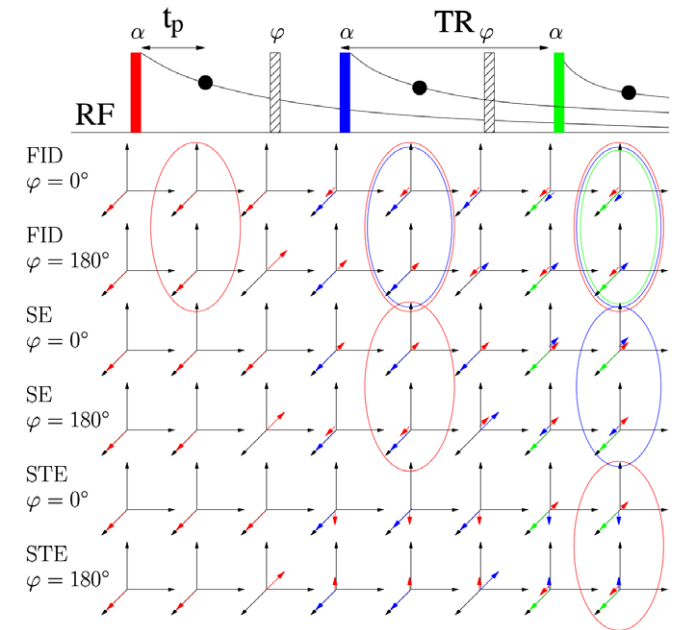 tp TR
α φ α φ α
RF
FID
φ = 0°
FID
φ = 180°
SE
φ = 0°
SE
φ = 180°
STE
φ = 0°
STE
φ = 180°